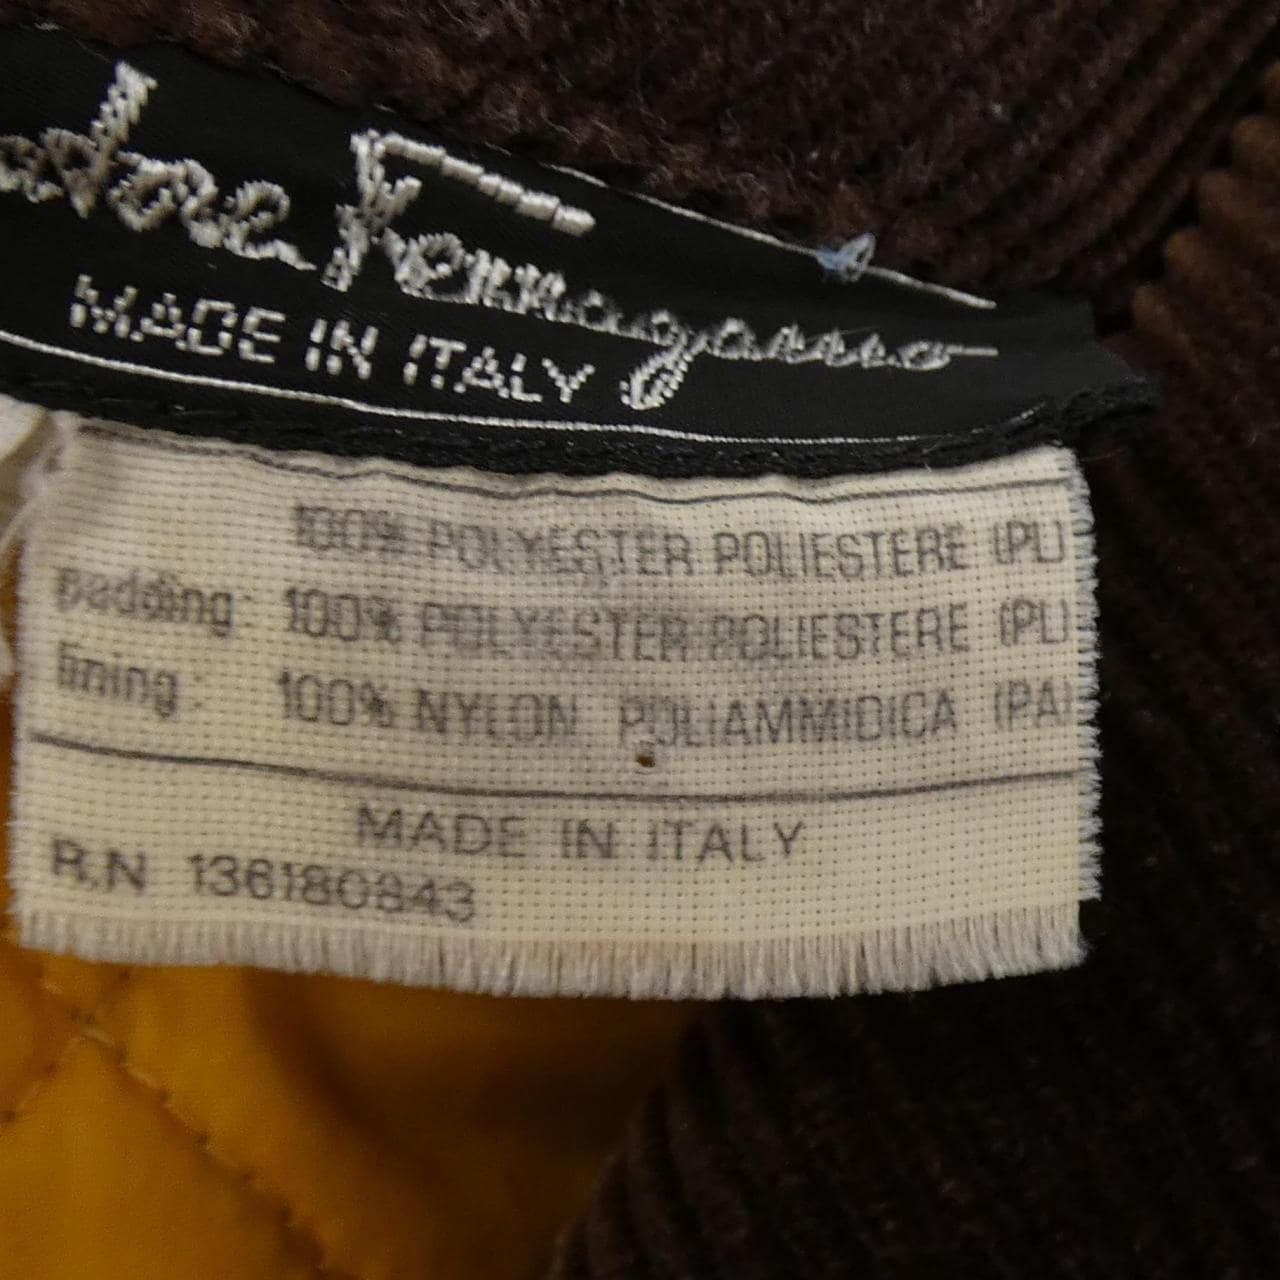 adore Ferragamo
MADE IN ITALY
100% POLYESTER POLIESTERE (PL)
padding: 100% POLYESTER POLIESTERE (PL)
lining: 100% NYLON POLIAMMIDICA (PA)
MADE IN ITALY
R.N 136180843